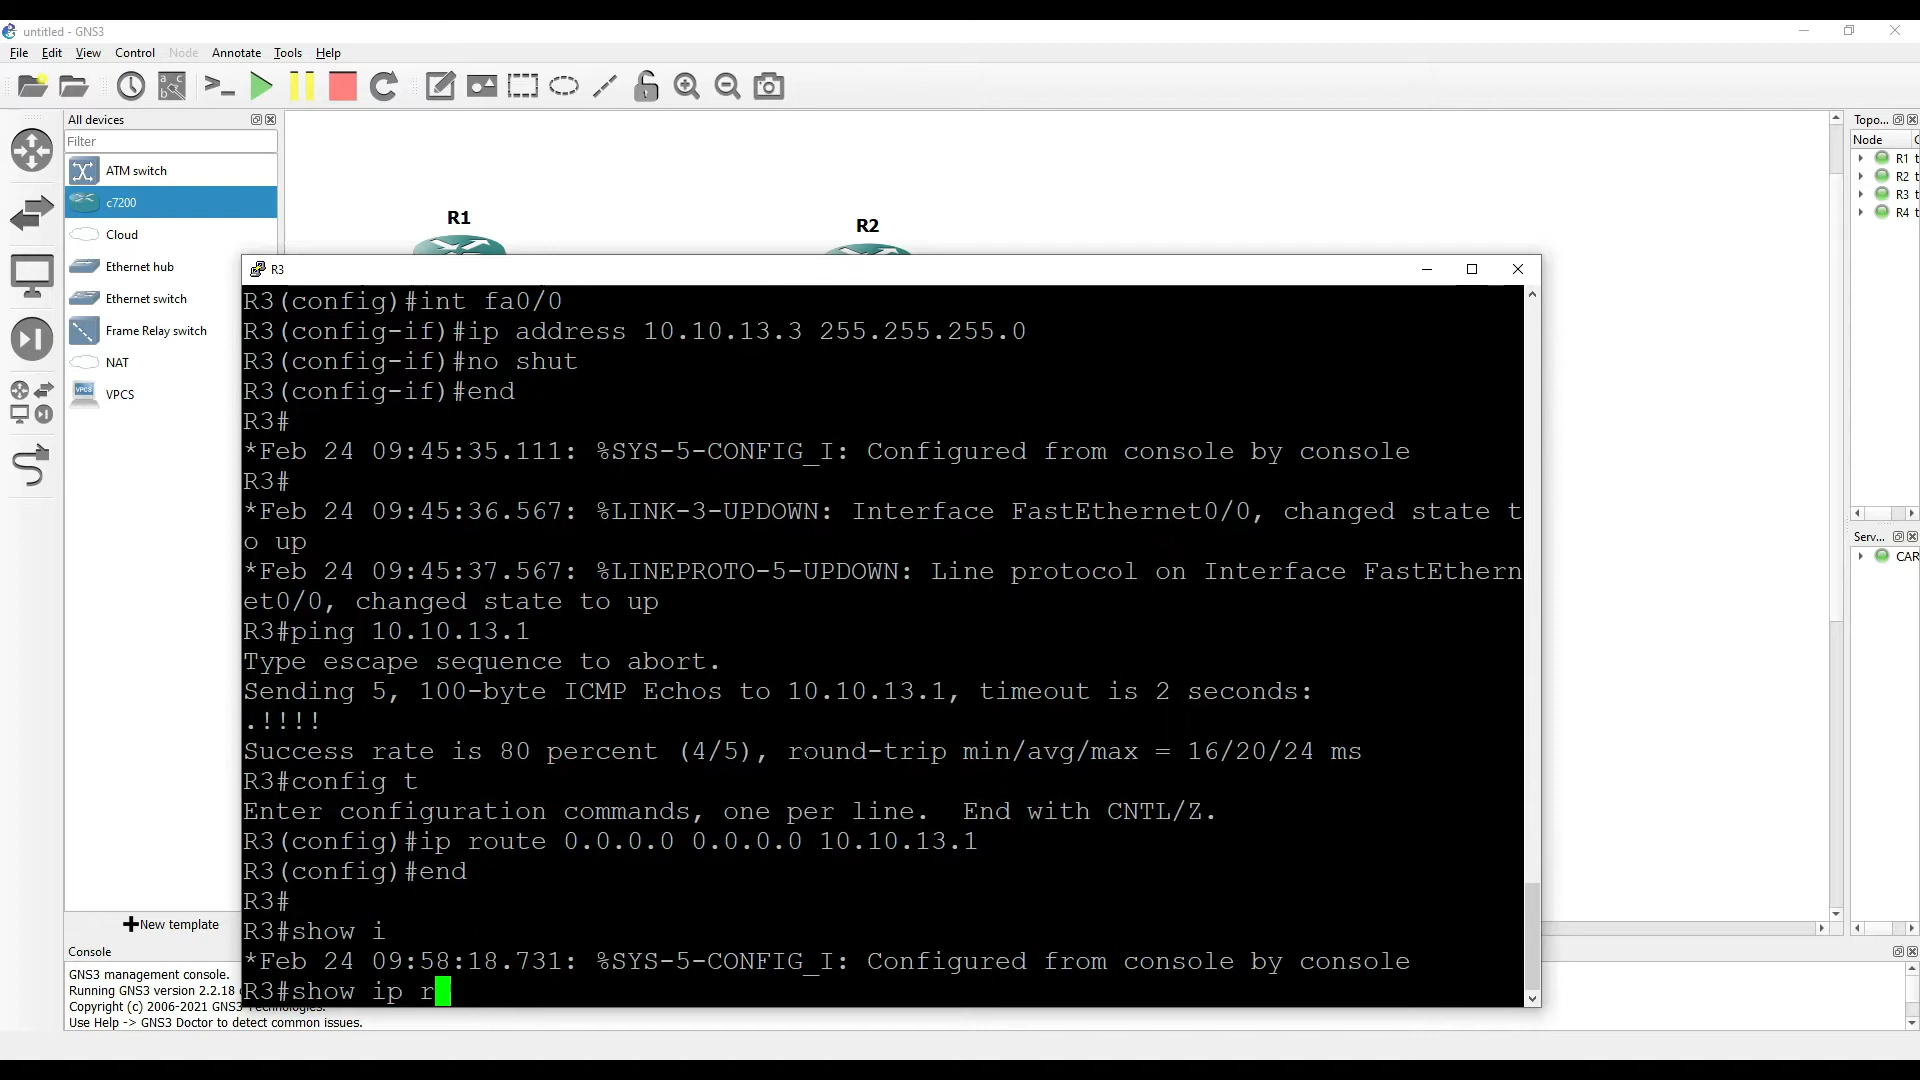 untitled - GNS3
File Edit View Control Node Annotate Tools Help
All devices
Filter
ATM switch
c7200
Cloud
Ethernet hub
Ethernet switch
Frame Relay switch
NAT
VPCS
New template
R1
R2
R3
R3(config)#int fa0/0
R3(config-if)#ip address 10.10.13.3 255.255.255.0
R3(config-if)#no shut
R3(config-if)#end
R3#
*Feb 24 09:45:35.111: %SYS-5-CONFIG_I: Configured from console by console
R3#
*Feb 24 09:45:36.567: %LINK-3-UPDOWN: Interface FastEthernet0/0, changed state t
o up
*Feb 24 09:45:37.567: %LINEPROTO-5-UPDOWN: Line protocol on Interface FastEthern
et0/0, changed state to up
R3#ping 10.10.13.1
Type escape sequence to abort.
Sending 5, 100-byte ICMP Echos to 10.10.13.1, timeout is 2 seconds:
.!!!!
Success rate is 80 percent (4/5), round-trip min/avg/max = 16/20/24 ms
R3#config t
Enter configuration commands, one per line.  End with CNTL/Z.
R3(config)#ip route 0.0.0.0 0.0.0.0 10.10.13.1
R3(config)#end
R3#
R3#show i
*Feb 24 09:58:18.731: %SYS-5-CONFIG_I: Configured from console by console
R3#show ip r
Topo...
Node
R1 t
R2 t
R3 t
R4 t
Serv...
CAR
Console
GNS3 management console.
Running GNS3 version 2.2.18
Copyright (c) 2006-2021 GNS3 Technologies.
Use Help -> GNS3 Doctor to detect common issues.